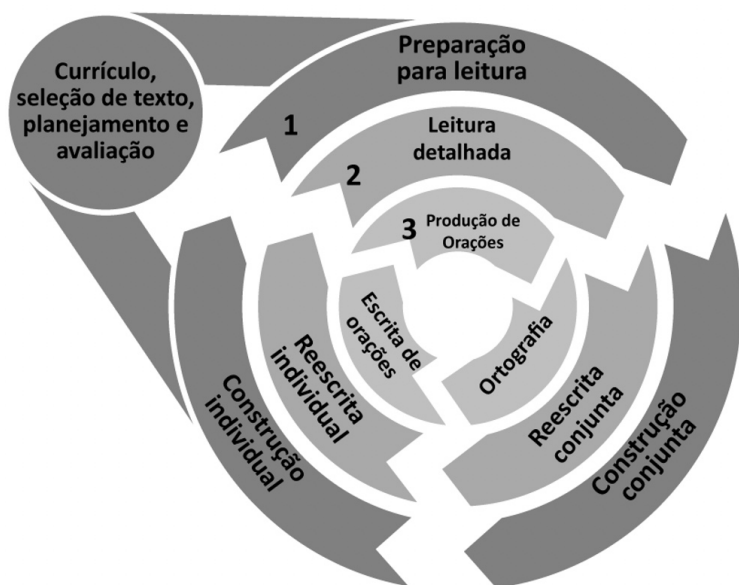 Currículo,
seleção de texto,
planejamento e
avaliação
1
Preparação
para leitura
2
Leitura
detalhada
3
Produção de
Orações
Escrita de
orações
Ortografia
Reescrita
individual
Reescrita
conjunta
Construção
individual
Construção
conjunta